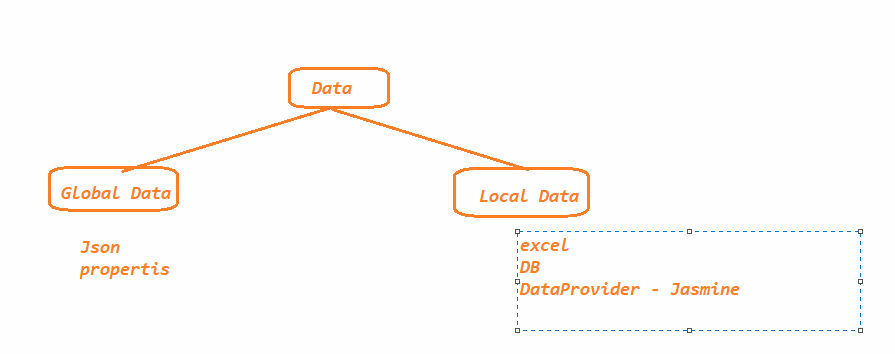 Data
Global Data
Local Data
Json
propertis
excel
DB
DataProvider - Jasmine